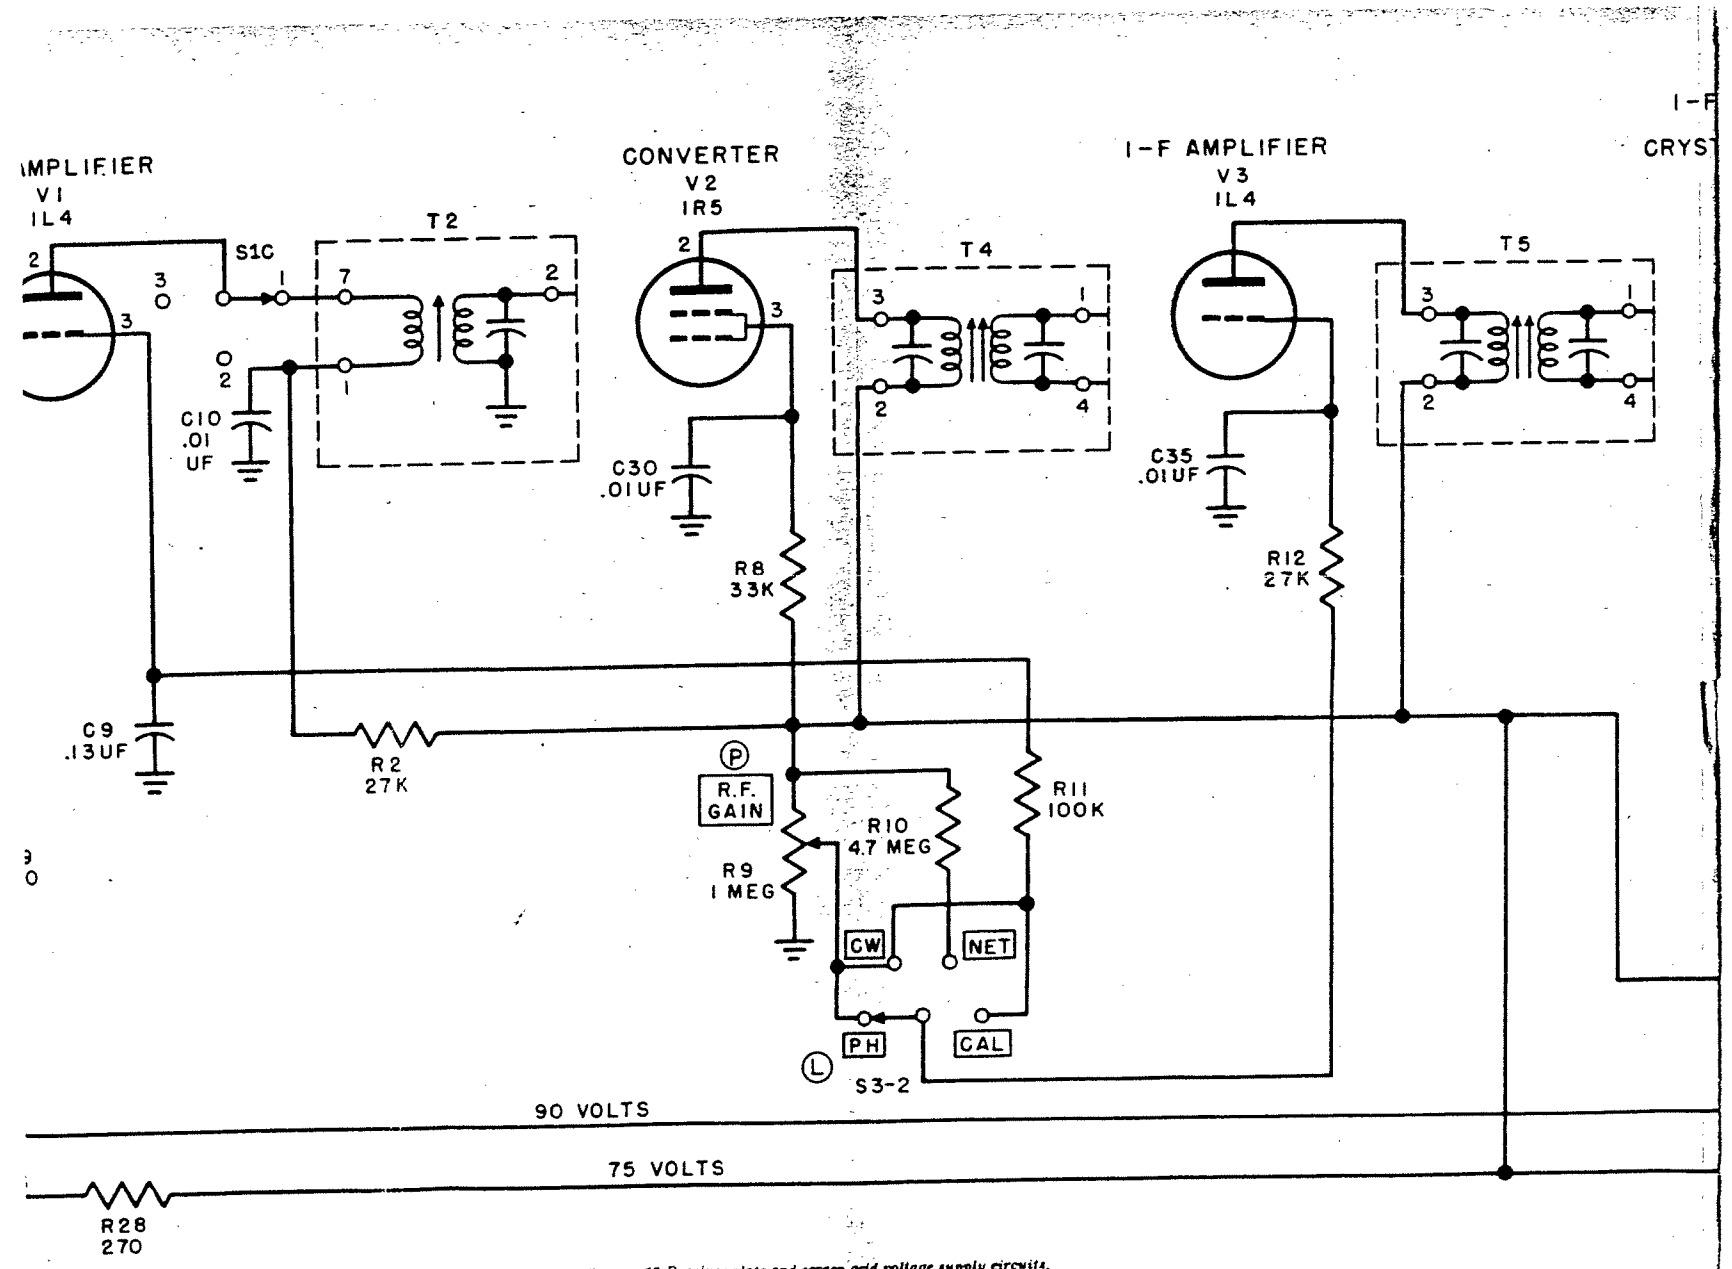 I-F
CRYS
AMPLIFIER
V1
1L4
2
3
3
S1C
1
2
C10
.01
UF
T2
7
2
1
CONVERTER
V2
1R5
2
3
C30
.01UF
T4
3
1
2
4
I-F AMPLIFIER
V3
1L4
C35
.01UF
T5
3
1
2
4
R8
33K
R12
27K
C9
.13UF
R2
27K
P
R.F.
GAIN
R9
1 MEG
R10
4.7 MEG
R11
100K
9
0
CW
NET
PH
CAL
L
S3-2
90 VOLTS
75 VOLTS
R28
270
plate and screen grid voltage supply circuits.